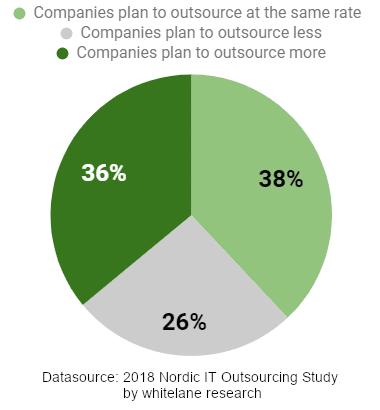 Companies plan to outsource at the same rate
Companies plan to outsource less
Companies plan to outsource more
36%
38%
26%
Datasource: 2018 Nordic IT Outsourcing Study
by whitelane research